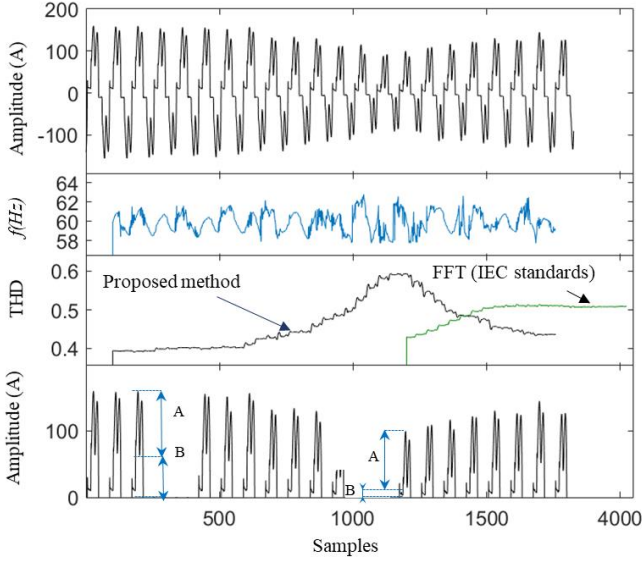 200
100
0
-100
Amplitude (A)
64
62
60
58
f(Hz)
0.6
0.5
0.4
THD
Proposed method
FFT (IEC standards)
100
0
Amplitude (A)
A
B
A
B
500
1000
1500
4000
Samples